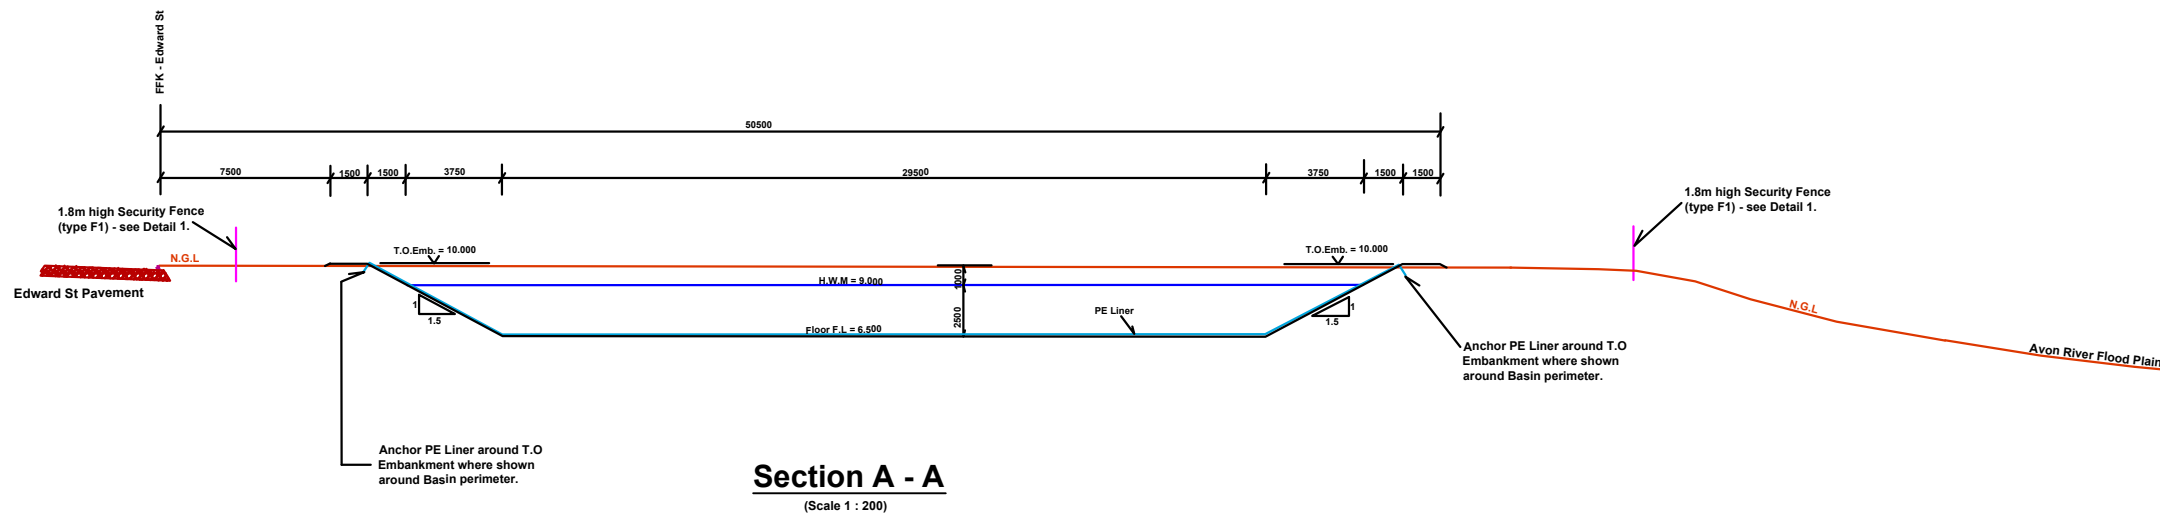 FFK - Edward St
50500
7500
1500
1500
3750
29500
3750
1500
1500
1.8m high Security Fence
(type F1) - see Detail 1.
1.8m high Security Fence
(type F1) - see Detail 1.
N.G.L
T.O.Emb. = 10.000
T.O.Emb. = 10.000
Edward St Pavement
H.W.M = 9.000
1000
1
1.5
2500
Floor F.L = 6.500
PE Liner
1
1.5
N.G.L
Avon River Flood Plain
Anchor PE Liner around T.O
Embankment where shown
around Basin perimeter.
Anchor PE Liner around T.O
Embankment where shown
around Basin perimeter.
Section A - A
(Scale 1 : 200)